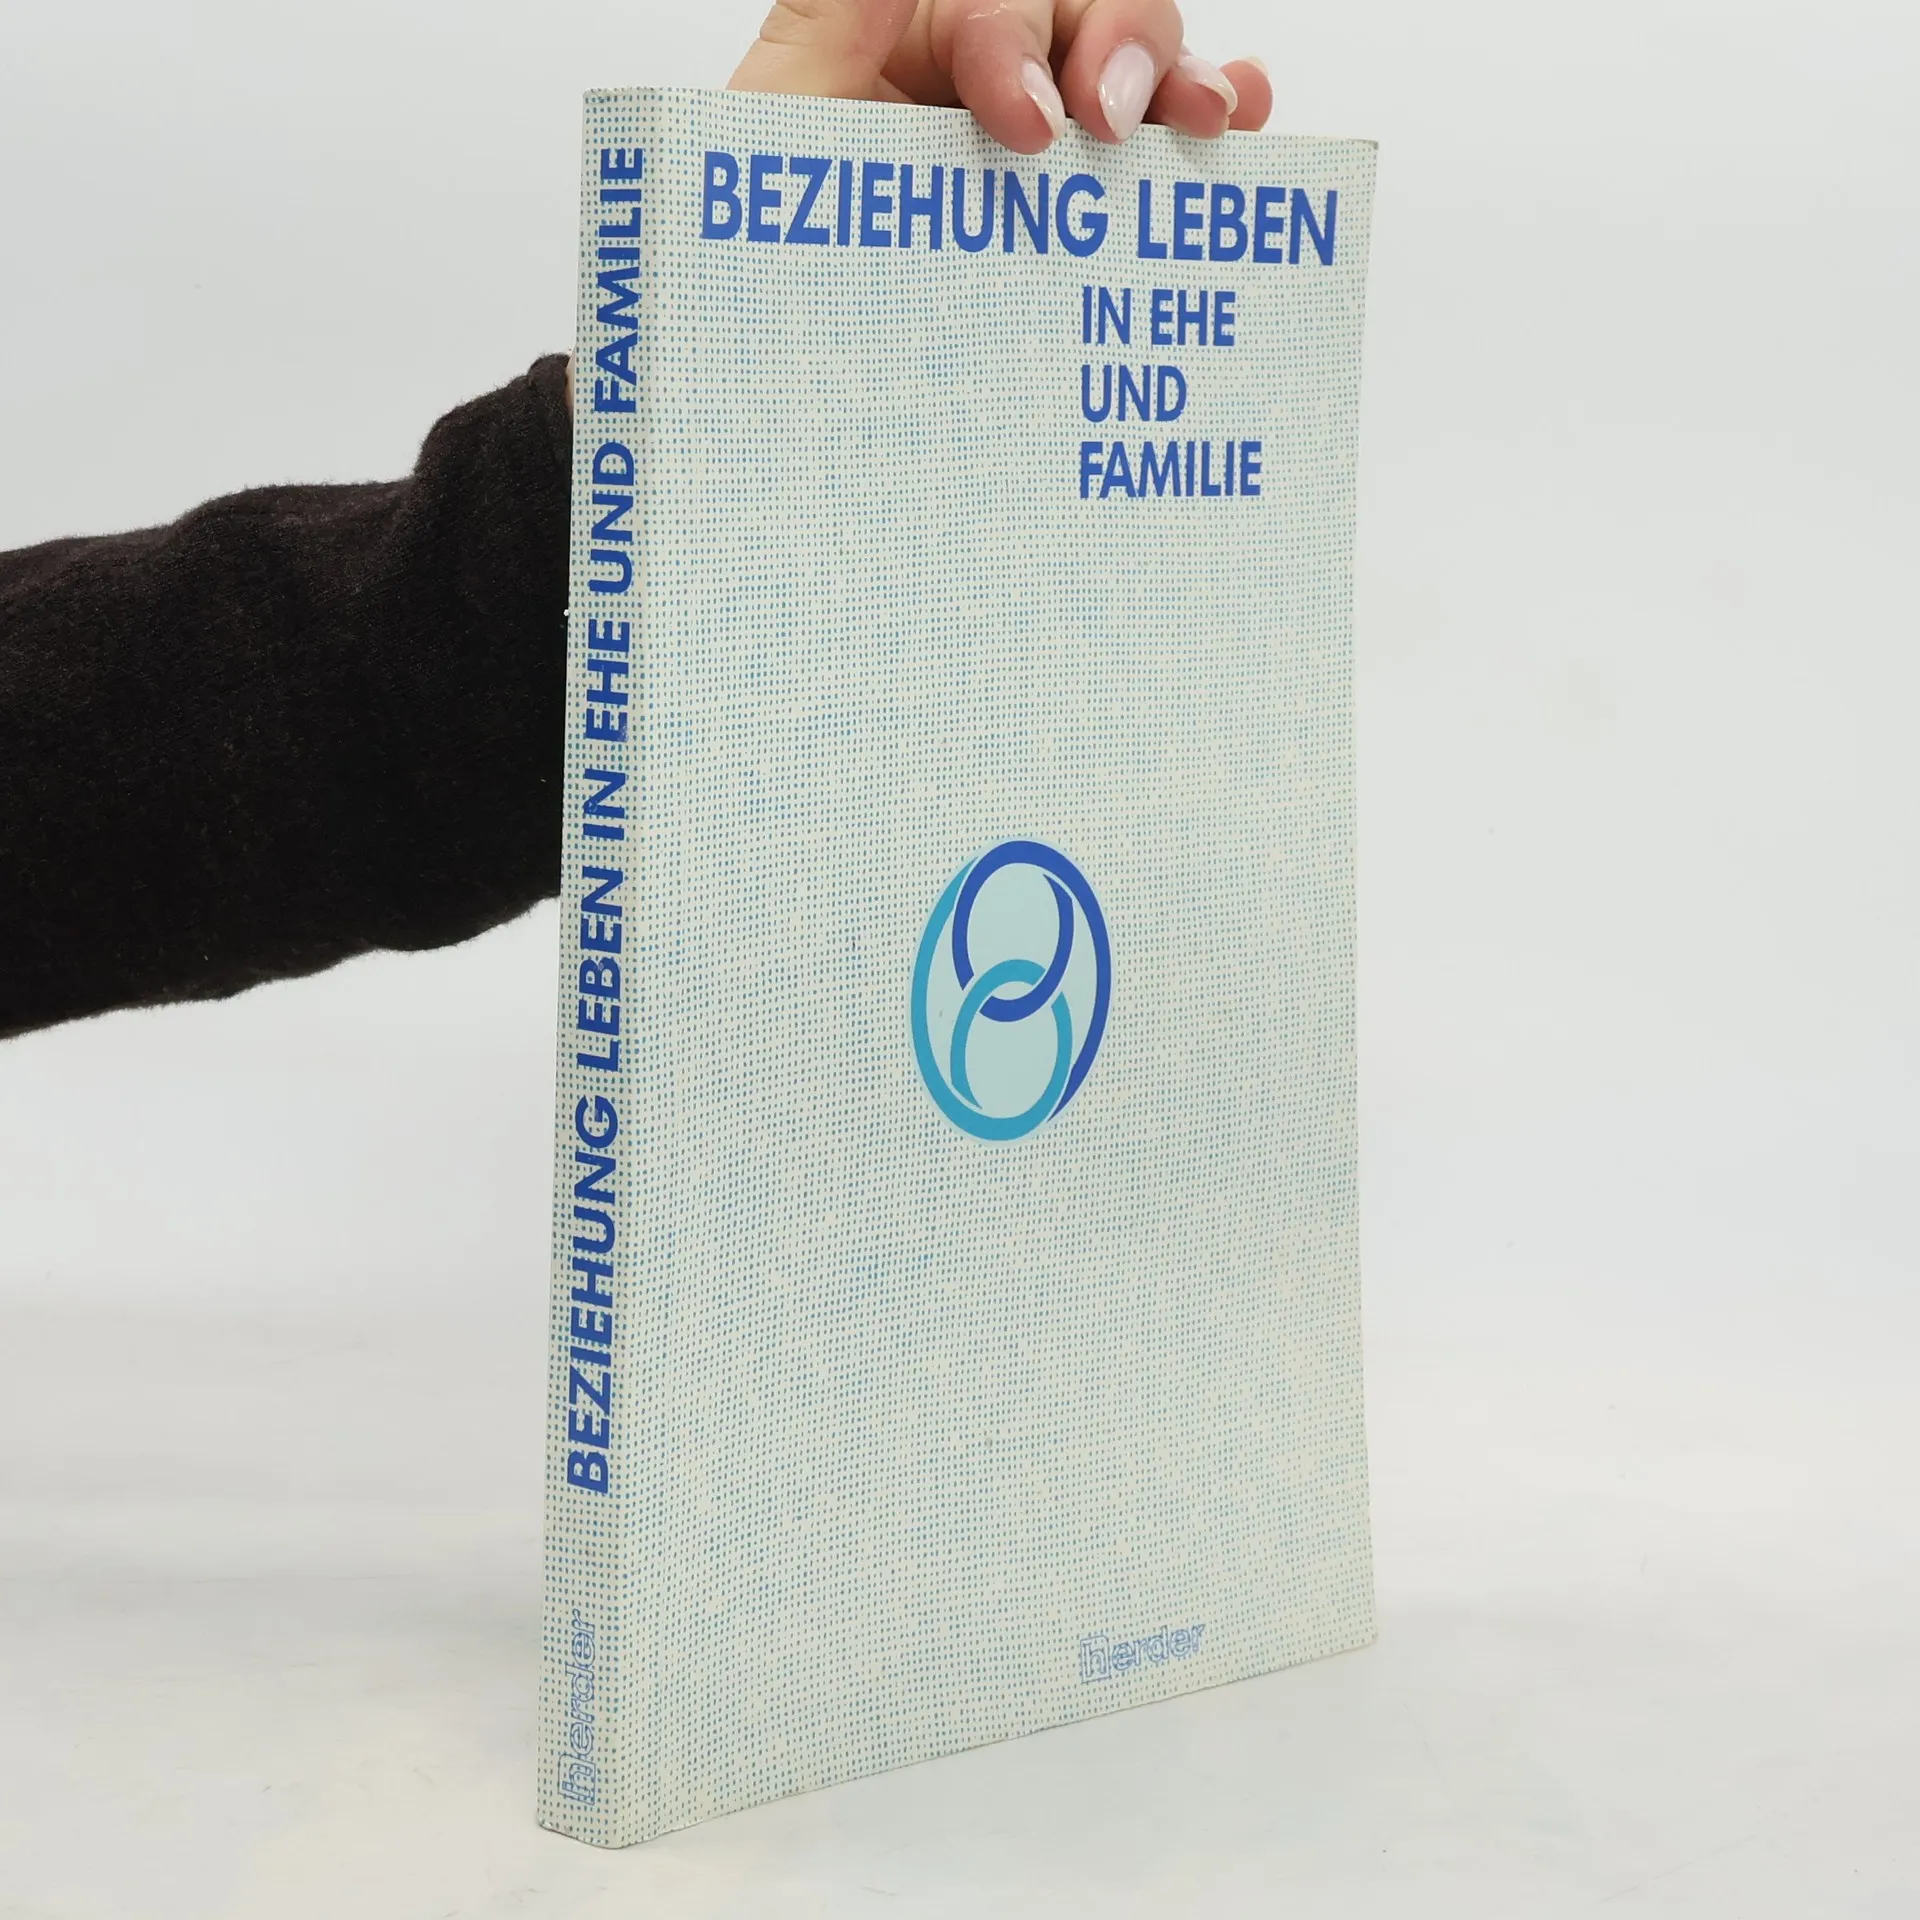 BEZIEHUNG LEBEN IN EHE UND FAMILIE
herder
BEZIEHUNG LEBEN
IN EHE
UND
FAMILIE
herder